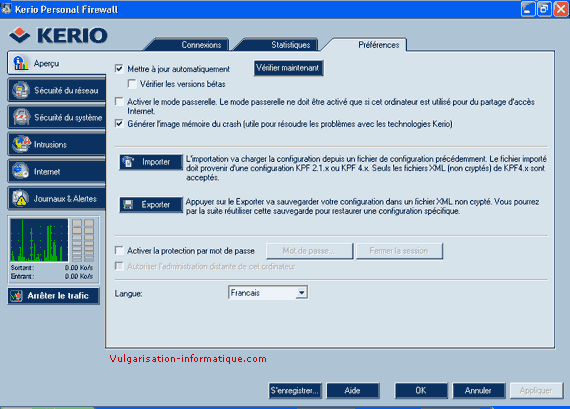 Kerio Personal Firewall
KERIO
Connexions
Statistiques
Préférences
Aperçu
Sécurité du réseau
Sécurité du système
Intrusions
Internet
Journaux & Alertes
Sortant: 0.00 Ko/s
Entrant: 0.00 Ko/s
Arrêter le trafic
Mettre à jour automatiquement
Vérifier maintenant
Vérifier les versions bétas
Activer le mode passerelle. Le mode passerelle ne doit être activé que si cet ordinateur est utilisé pour du partage d'accès
Internet.
Générer l'image mémoire du crash (utile pour résoudre les problèmes avec les technologies Kerio)
Importer
L'importation va charger la configuration depuis un fichier de configuration précédemment. Le fichier importé
doit provenir d'une configuration KPF 2.1.x ou KPF 4.x. Seuls les fichiers XML (non cryptés) de KPF4.x sont
acceptés.
Exporter
Appuyer sur le Exporter va sauvegarder votre configuration dans un fichier XML non crypté. Vous pourrez
par la suite réutiliser cette sauvegarde pour restaurer une configuration spécifique.
Activer la protection par mot de passe
Mot de passe...
Fermer la session
Autoriser l'administration distante de cet ordinateur
Langue:
Francais
Vulgarisation-informatique.com
S'enregistrer...
Aide
OK
Annuler
Appliquer